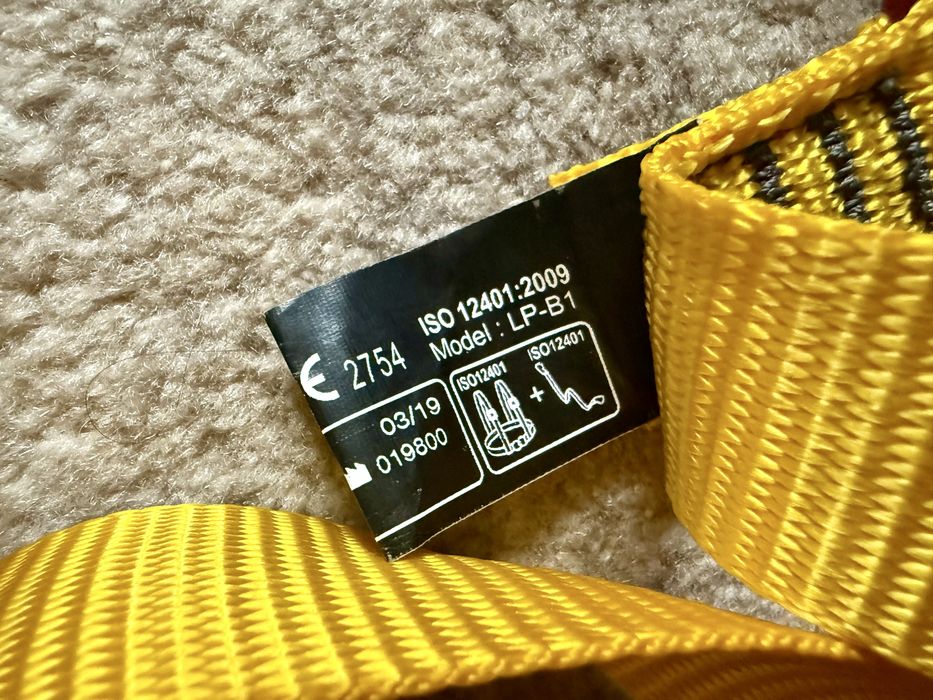 ISO 12401:2009
Model : LP-B1
CE 2754
03/19
019800
ISO12401
+
ISO12401